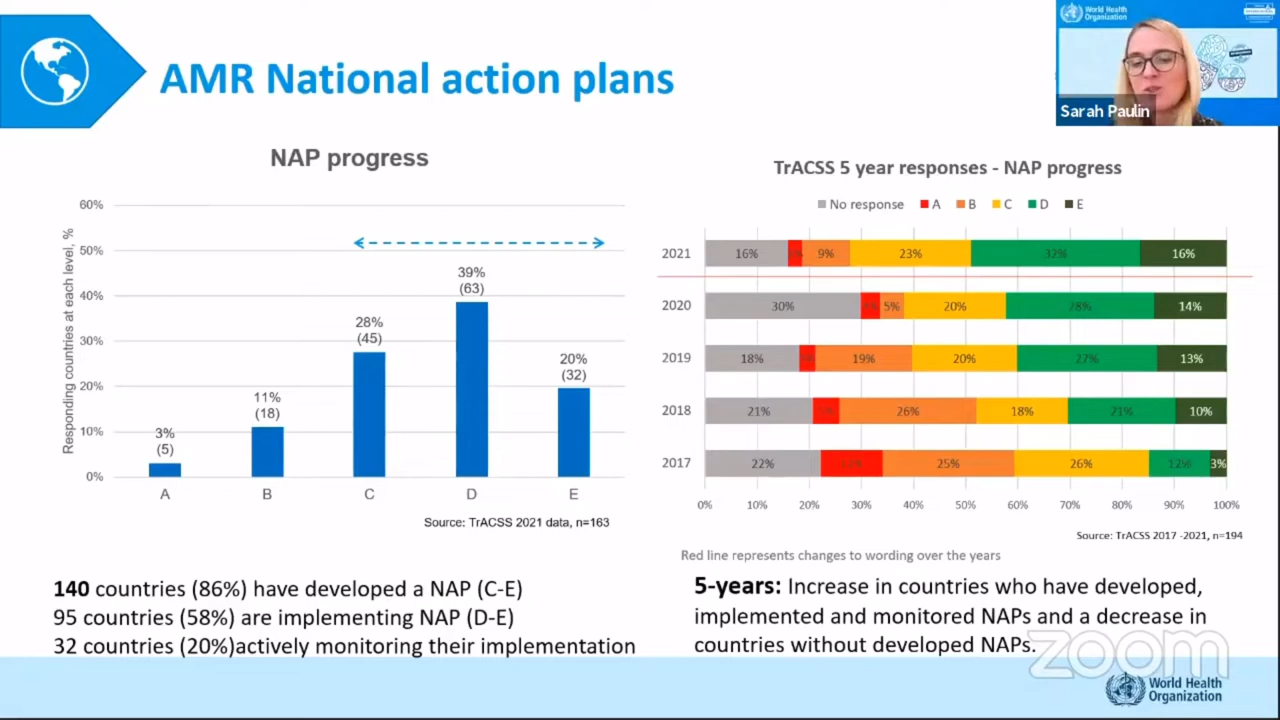 AMR National action plans
World Health
Organization
Sarah Paulin
NAP progress
Responding countries at each level, %
60%
50%
40%
30%
20%
10%
0%
3%
(5)
11%
(18)
28%
(45)
39%
(63)
20%
(32)
A B C D E
Source: TrACSS 2021 data, n=163
TrACSS 5 year responses - NAP progress
No response A B C D E
2021 16% 9% 23% 32% 16%
2020 30% 5% 20% 28% 14%
2019 18% 19% 20% 27% 13%
2018 21% 26% 18% 21% 10%
2017 22% 12% 25% 26% 12% 3%
0% 10% 20% 30% 40% 50% 60% 70% 80% 90% 100%
Source: TrACSS 2017 -2021, n=194
Red line represents changes to wording over the years
140 countries (86%) have developed a NAP (C-E)
95 countries (58%) are implementing NAP (D-E)
32 countries (20%)actively monitoring their implementation
5-years: Increase in countries who have developed,
implemented and monitored NAPs and a decrease in
countries without developed NAPs.
zoom
World Health
Organization